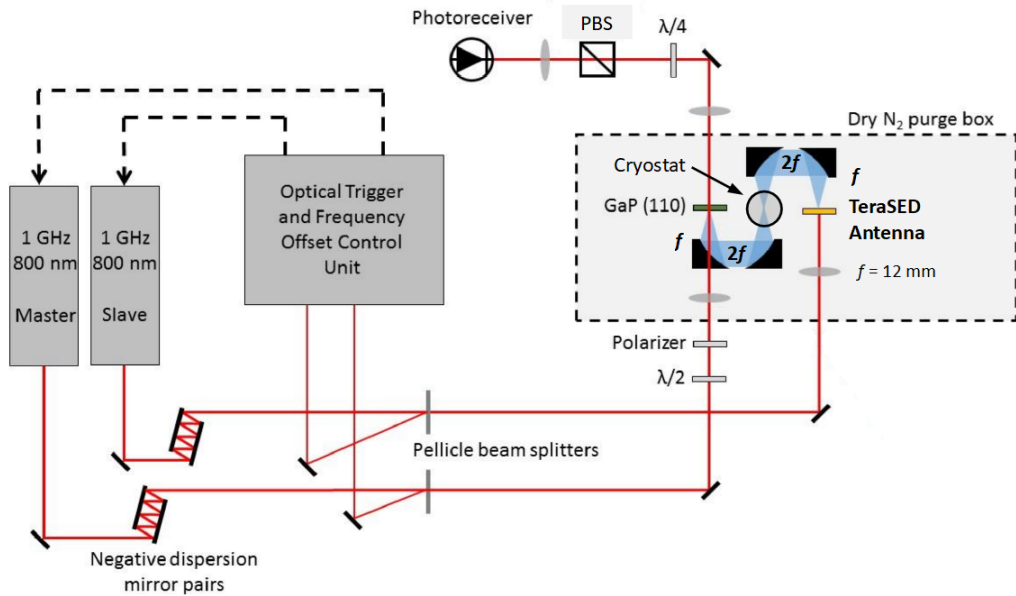 Photoreceiver
PBS
λ/4
Dry N₂ purge box
Cryostat
2f
f
GaP (110)
TeraSED
Antenna
f
2f
f = 12 mm
Optical Trigger
and Frequency
Offset Control
Unit
1 GHz
800 nm
Master
1 GHz
800 nm
Slave
Polarizer
λ/2
Pellicle beam splitters
Negative dispersion
mirror pairs